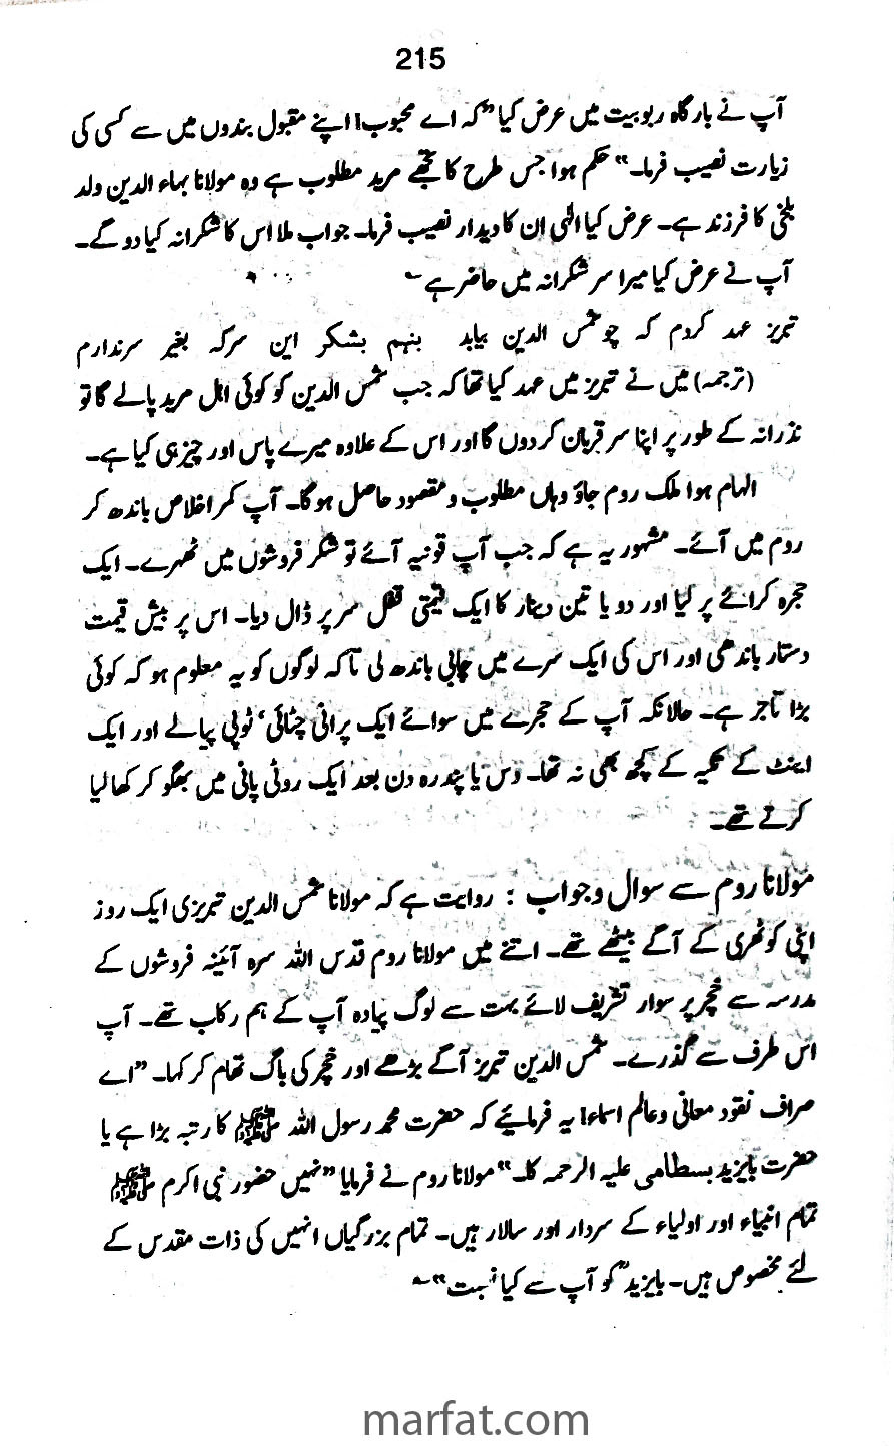 215
آپ نے بارگاہ ربوبیت میں عرض کیا "کہ اے محبوب! اپنے مقبول بندوں میں سے کسی کی
زیارت نصیب فرما۔" حکم ہوا جس طرح کا تجھے مرید مطلوب ہے وہ مولانا بہاء الدین ولد
بلخی کا فرزند ہے۔ عرض کیا الٰہی ان کا دیدار نصیب فرما۔ جواب ملا اس کا شکرانہ کیا دو گے۔
آپ نے عرض کیا میرا سر شکرانہ میں حاضر ہے ؎
تبریز عہد کردم کہ چو شمس الدین بیابد بنہم بشکر این سرکہ بغیر سرندارم
(ترجمہ) میں نے تبریز میں عہد کیا تھا کہ جب شمس الدین کو کوئی اہل مرید پالے گا تو
نذرانہ کے طور پر اپنا سر قربان کردوں گا اور اس کے علاوہ میرے پاس اور چیز ہی کیا ہے۔
الہام ہوا ملک روم جاؤ وہاں مطلوب و مقصود حاصل ہوگا۔ آپ کمر اخلاص باندھ کر
روم میں آئے۔ مشہور یہ ہے کہ جب آپ قونیہ آئے تو شکر فروشوں میں ٹھہرے۔ ایک
حجرہ کرائے پر لیا اور دو یا تین دینار کا ایک قیمتی قفل سر پر ڈال دیا۔ اس پر بیش قیمت
دستار باندھی اور اس کی ایک سرے میں چابی باندھ لی تاکہ لوگوں کو یہ معلوم ہو کہ کوئی
بڑا تاجر ہے۔ حالانکہ آپ کے حجرے میں سوائے ایک پرانی چٹائی، ٹوپی پیالے اور ایک
اینٹ کے تکیہ کے کچھ بھی نہ تھا۔ دس یا پندرہ دن بعد ایک روٹی پانی میں بھگو کر کھا لیا
کرتے تھے۔
مولانا روم سے سوال و جواب : روایت ہے کہ مولانا شمس الدین تبریزی ایک روز
اپنی کوٹھری کے آگے بیٹھے تھے۔ اتنے میں مولانا روم قدس اللہ سرہ آئینہ فروشوں کے
مدرسہ سے خچر پر سوار تشریف لائے بہت سے لوگ پیادہ آپ کے ہم رکاب تھے۔ آپ
اس طرف سے گذرے۔ شمس الدین تبریز آگے بڑھے اور خچر کی باگ تھام کر کہا۔ "اے
صراف نقود معانی و عالم اسماء! یہ فرمائیے کہ حضرت محمد رسول اللہ ﷺ کا رتبہ بڑا ہے یا
حضرت بایزید بسطامی علیہ الرحمہ کا۔" مولانا روم نے فرمایا "نہیں حضور نبی اکرم ﷺ
تمام انبیاء اور اولیاء کے سردار اور سالار ہیں۔ تمام بزرگیاں انہیں کی ذات مقدس کے
لئے مخصوص ہیں۔ بایزیدؒ کو آپ سے کیا نسبت" ؎
marfat.com